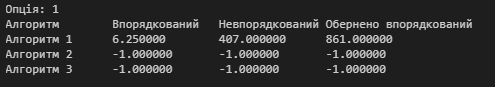 Опція: 1
Алгоритм Впорядкований Невпорядкований Обернено впорядкований
Алгоритм 1 6.250000 407.000000 861.000000
Алгоритм 2 -1.000000 -1.000000 -1.000000
Алгоритм 3 -1.000000 -1.000000 -1.000000